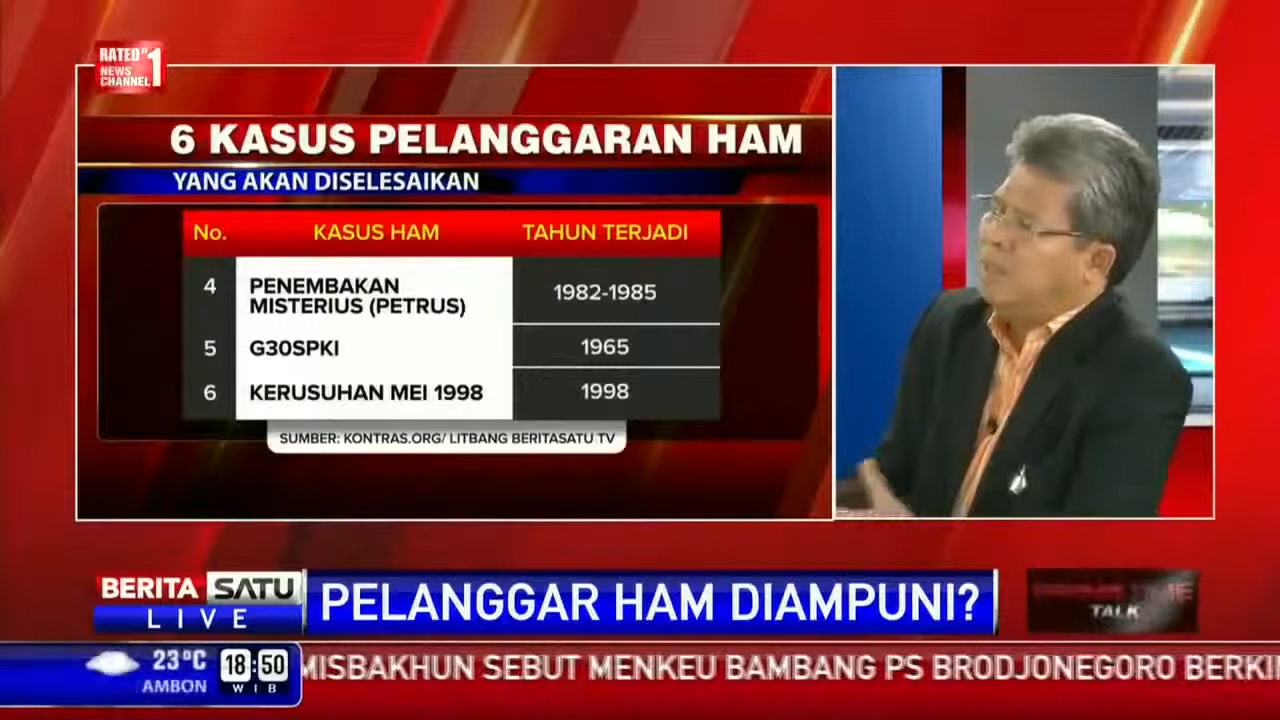 RATED #1
NEWS
CHANNEL
6 KASUS PELANGGARAN HAM
YANG AKAN DISELESAIKAN
No. KASUS HAM TAHUN TERJADI
4 PENEMBAKAN MISTERIUS (PETRUS) 1982-1985
5 G30SPKI 1965
6 KERUSUHAN MEI 1998 1998
SUMBER: KONTRAS.ORG/ LITBANG BERITASATU TV
BERITA SATU
LIVE
PELANGGAR HAM DIAMPUNI?
TALK
23°C
AMBON
18:50
WIB
MISBAKHUN SEBUT MENKEU BAMBANG PS BRODJONEGORO